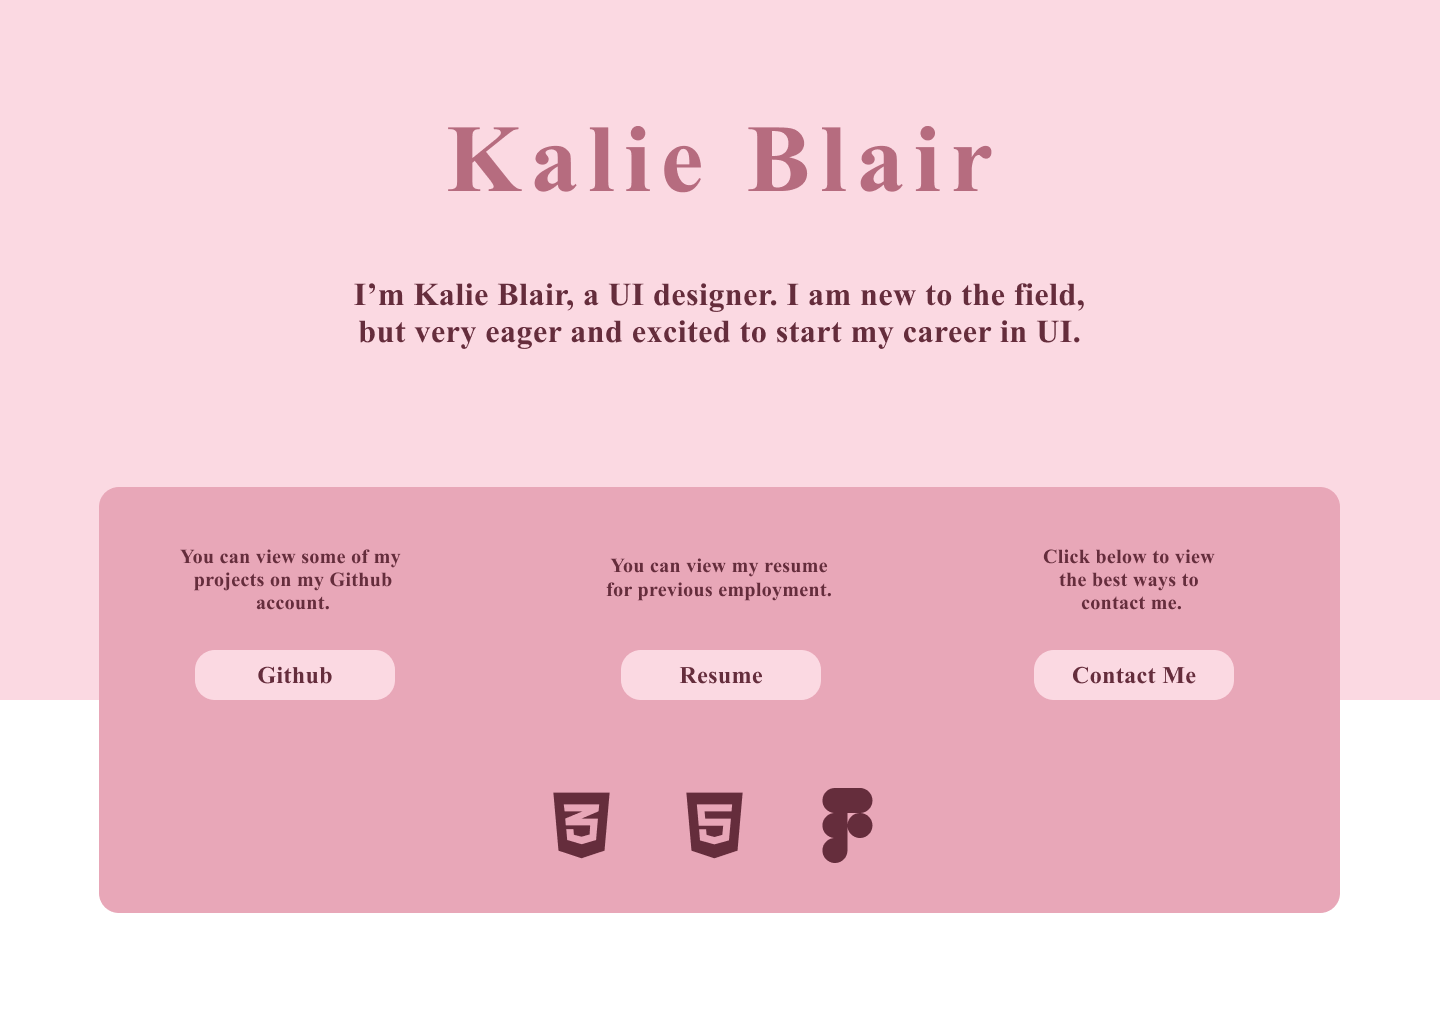 Kalie Blair
I’m Kalie Blair, a UI designer. I am new to the field,
but very eager and excited to start my career in UI.
You can view some of my
projects on my Github
account.
Github
You can view my resume
for previous employment.
Resume
Click below to view
the best ways to
contact me.
Contact Me
3
5